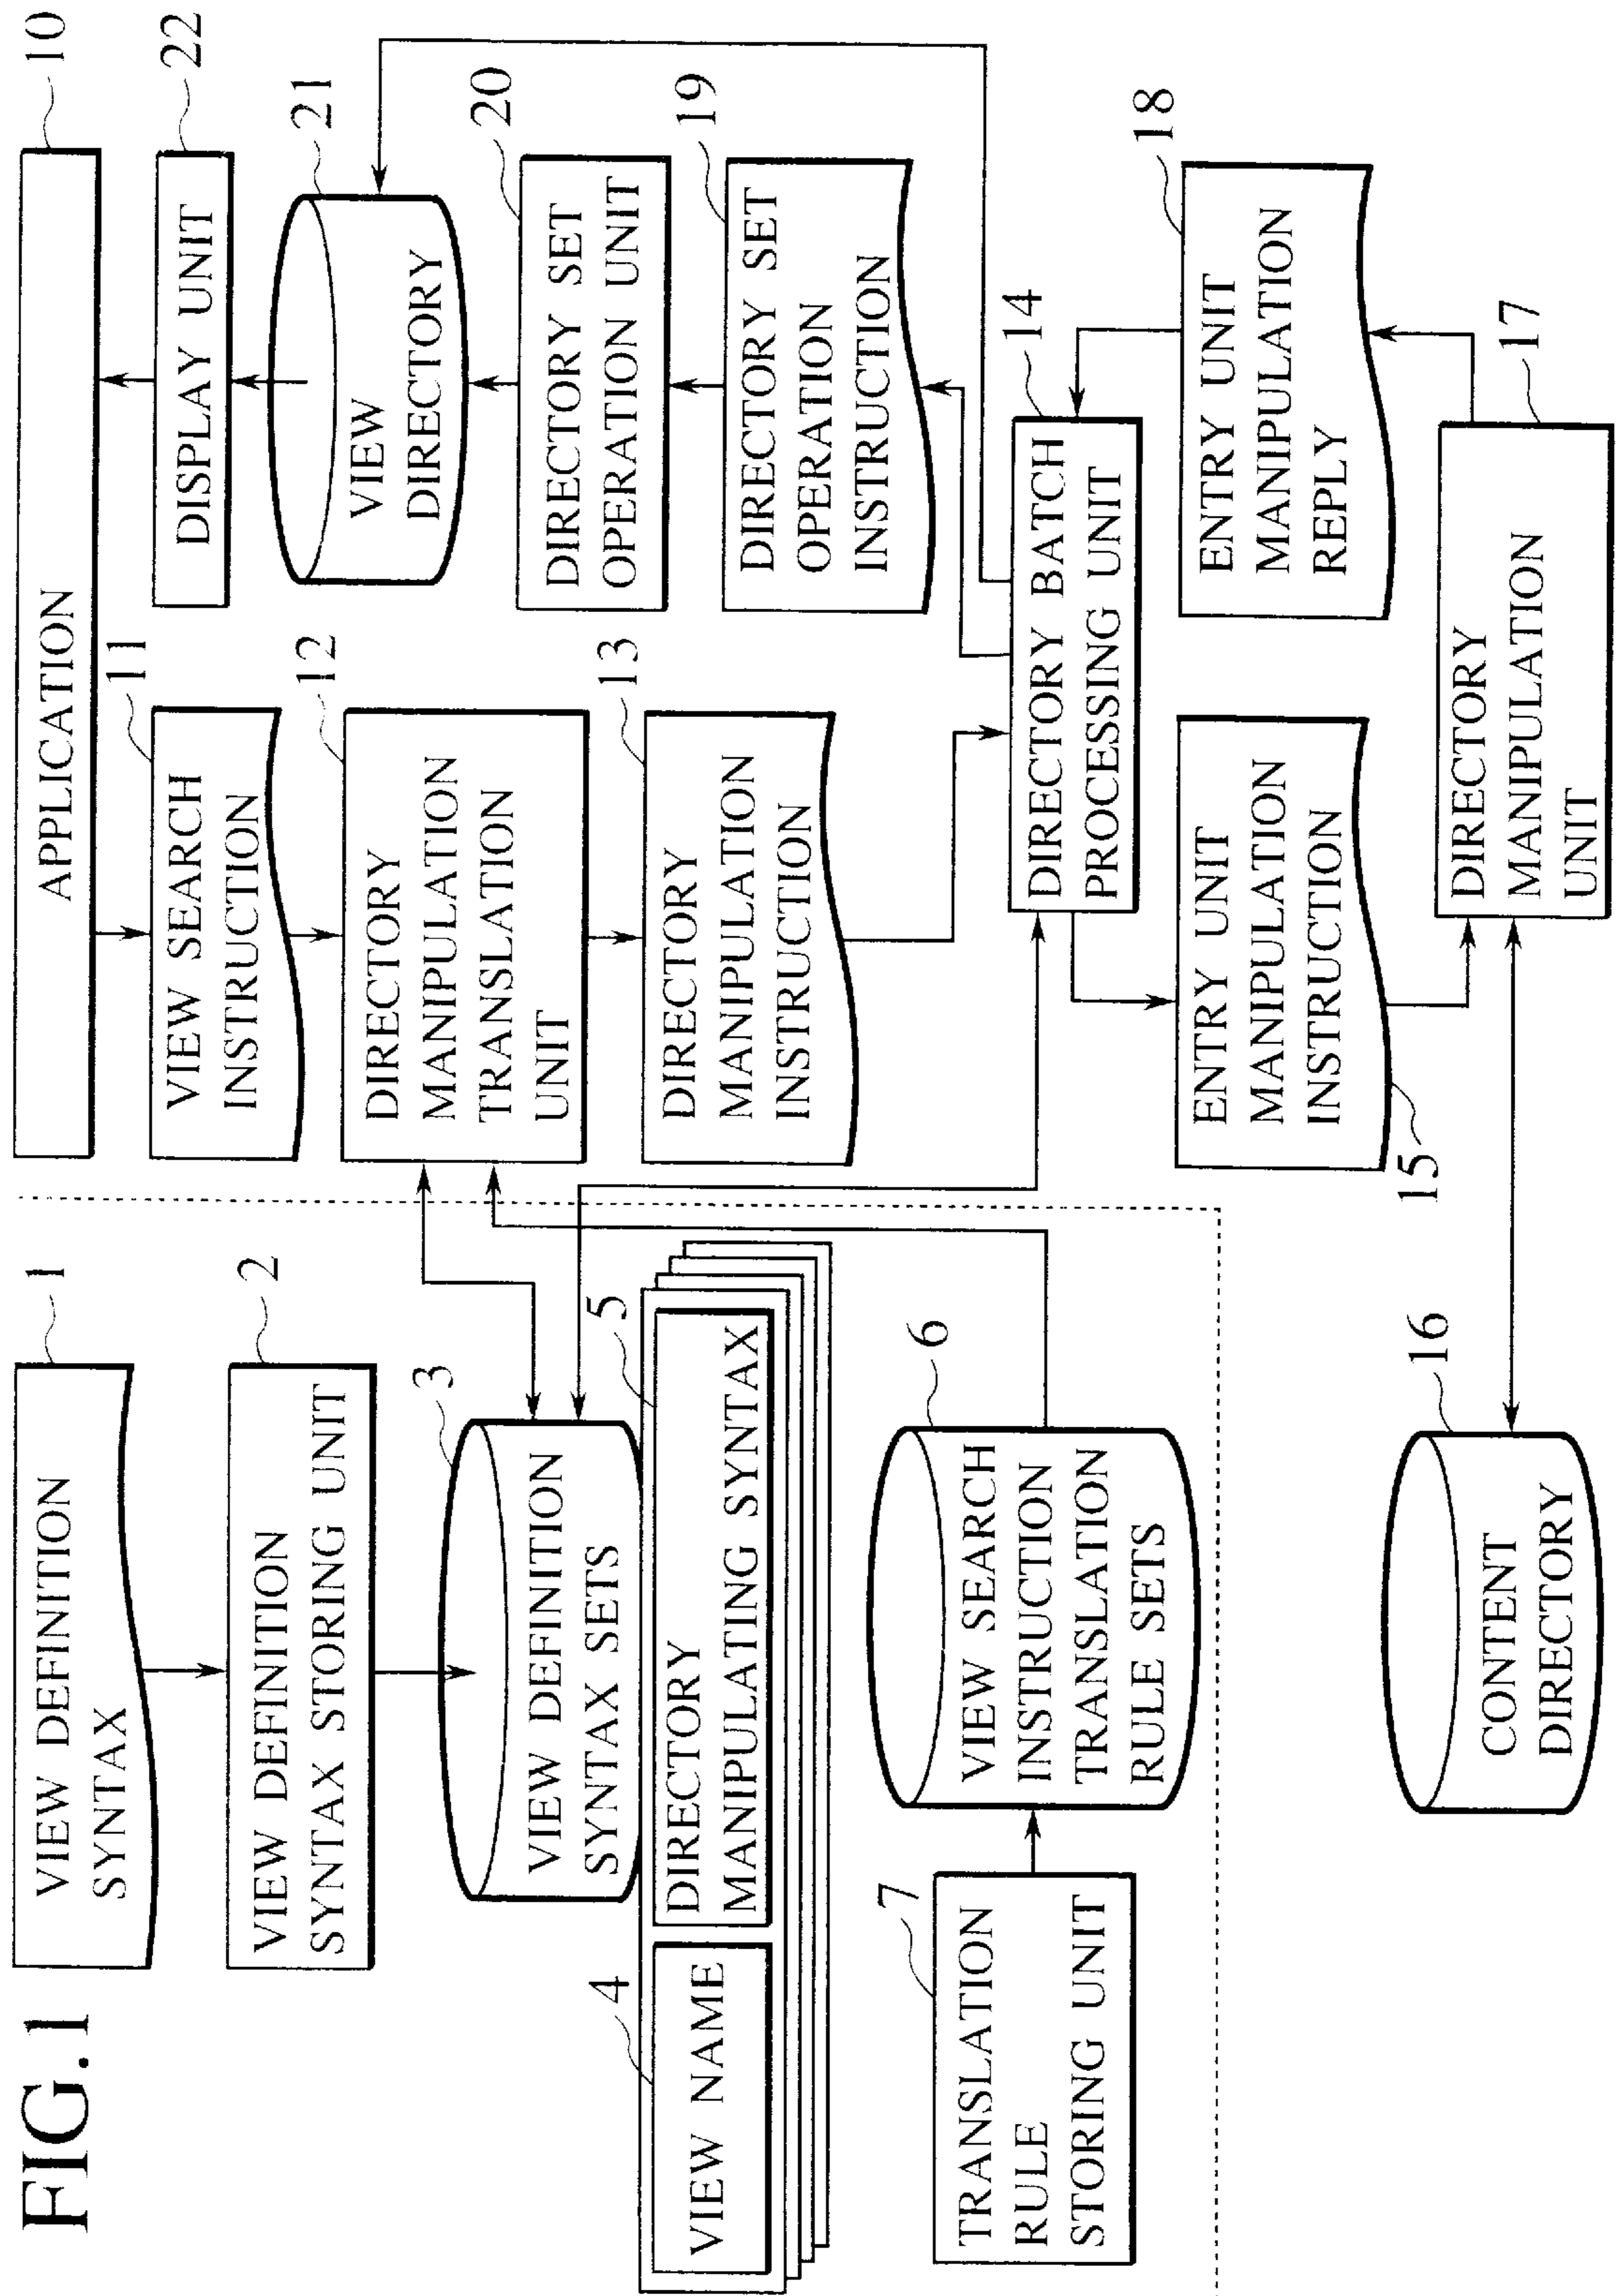 FIG.1
VIEW DEFINITION
SYNTAX
1
VIEW DEFINITION
SYNTAX STORING UNIT
2
VIEW DEFINITION
SYNTAX SETS
3
VIEW NAME
4
DIRECTORY
MANIPULATING SYNTAX
5
VIEW SEARCH
INSTRUCTION
TRANSLATION
RULE SETS
6
TRANSLATION
RULE
STORING UNIT
7
APPLICATION
10
VIEW SEARCH
INSTRUCTION
11
DIRECTORY
MANIPULATION
TRANSLATION
UNIT
12
DIRECTORY
MANIPULATION
INSTRUCTION
13
DIRECTORY BATCH
PROCESSING UNIT
14
ENTRY UNIT
MANIPULATION
INSTRUCTION
15
CONTENT
DIRECTORY
16
DIRECTORY
MANIPULATION
UNIT
17
ENTRY UNIT
MANIPULATION
REPLY
18
DIRECTORY SET
OPERATION
INSTRUCTION
19
DIRECTORY SET
OPERATION UNIT
20
VIEW
DIRECTORY
21
DISPLAY UNIT
22